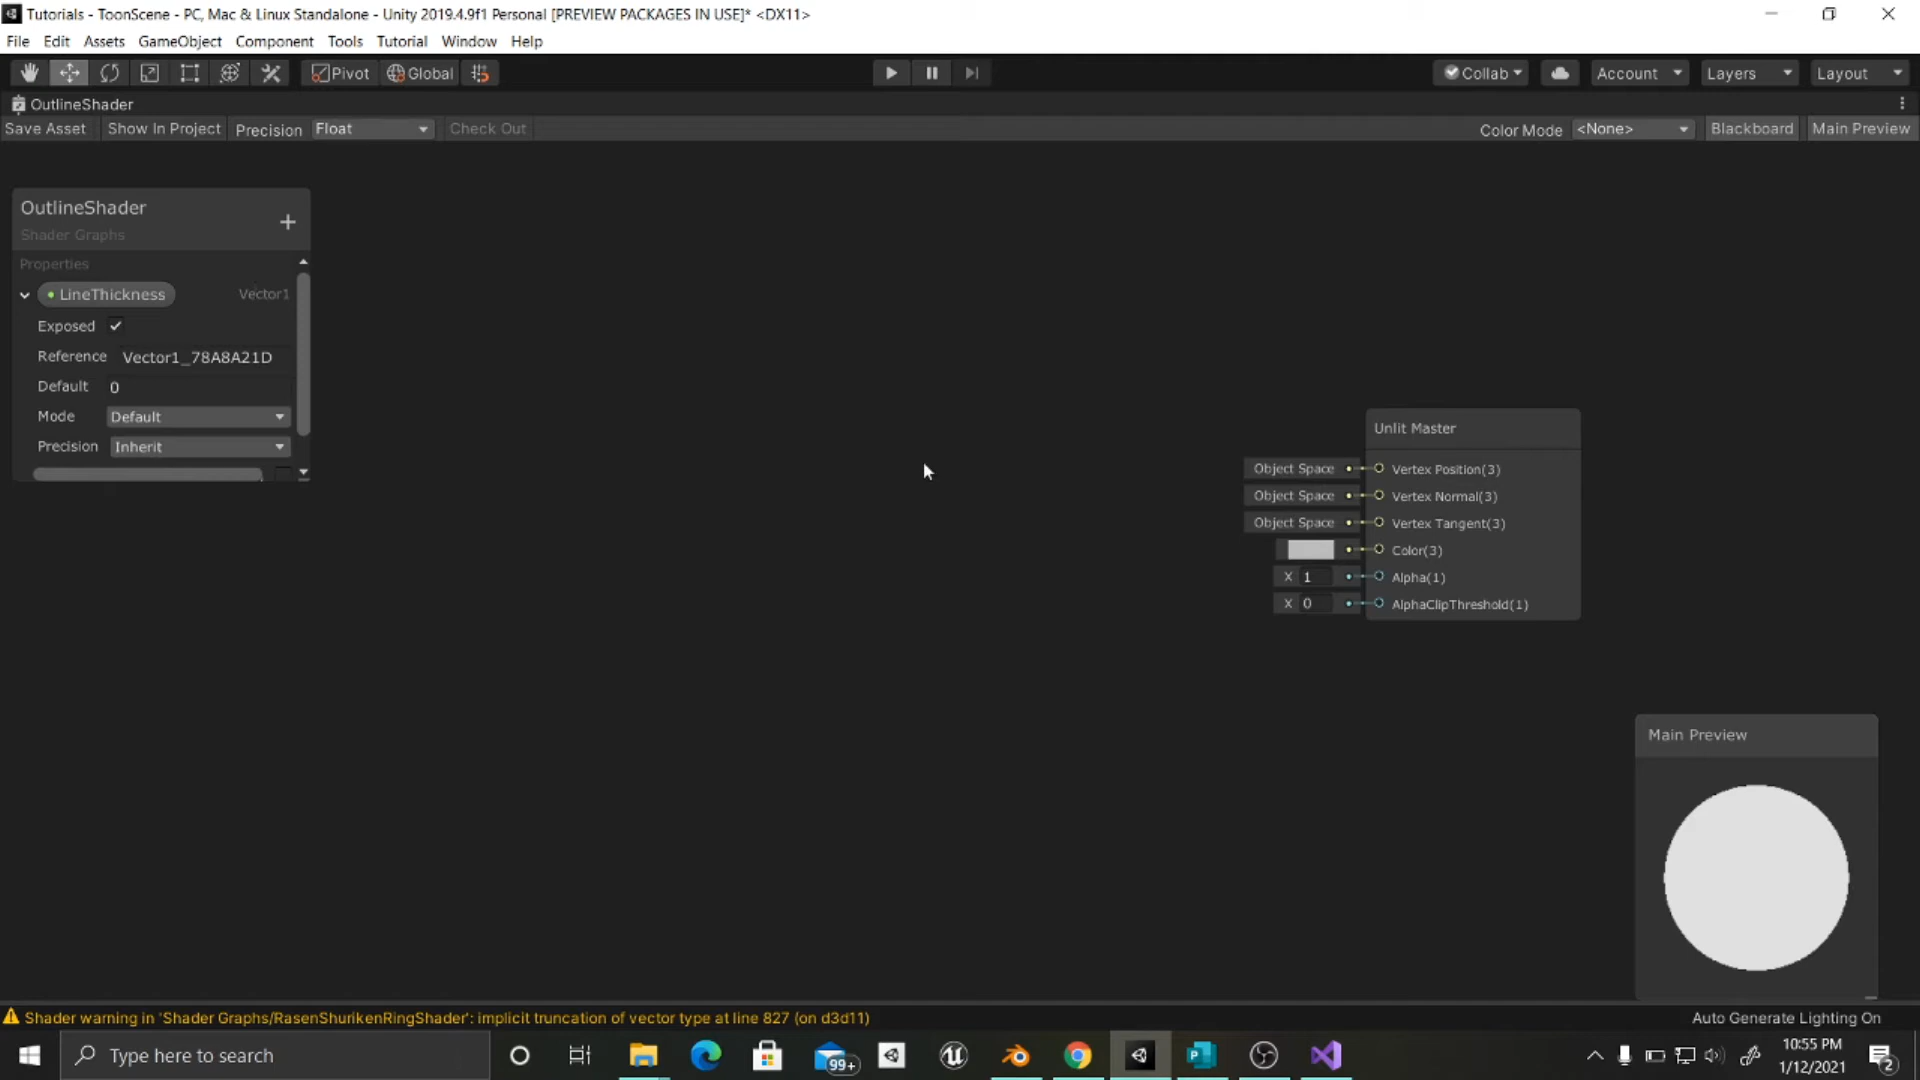 Tutorials - ToonScene - PC, Mac & Linux Standalone - Unity 2019.4.9f1 Personal [PREVIEW PACKAGES IN USE]* <DX11>
File Edit Assets GameObject Component Tools Tutorial Window Help
Pivot Global Collab Account Layers Layout
OutlineShader
Save Asset Show In Project Precision Float Check Out Color Mode <None> Blackboard Main Preview
OutlineShader
Shader Graphs
Properties
LineThickness Vector1
Exposed
Reference Vector1_78A8A21D
Default 0
Mode Default
Precision Inherit
Unlit Master
Object Space Vertex Position(3)
Object Space Vertex Normal(3)
Object Space Vertex Tangent(3)
Color(3)
X 1 Alpha(1)
X 0 AlphaClipThreshold(1)
Main Preview
Shader warning in 'Shader Graphs/RasenShurikenRingShader': implicit truncation of vector type at line 827 (on d3d11)
Auto Generate Lighting On
Type here to search
99+
10:55 PM
1/12/2021
2